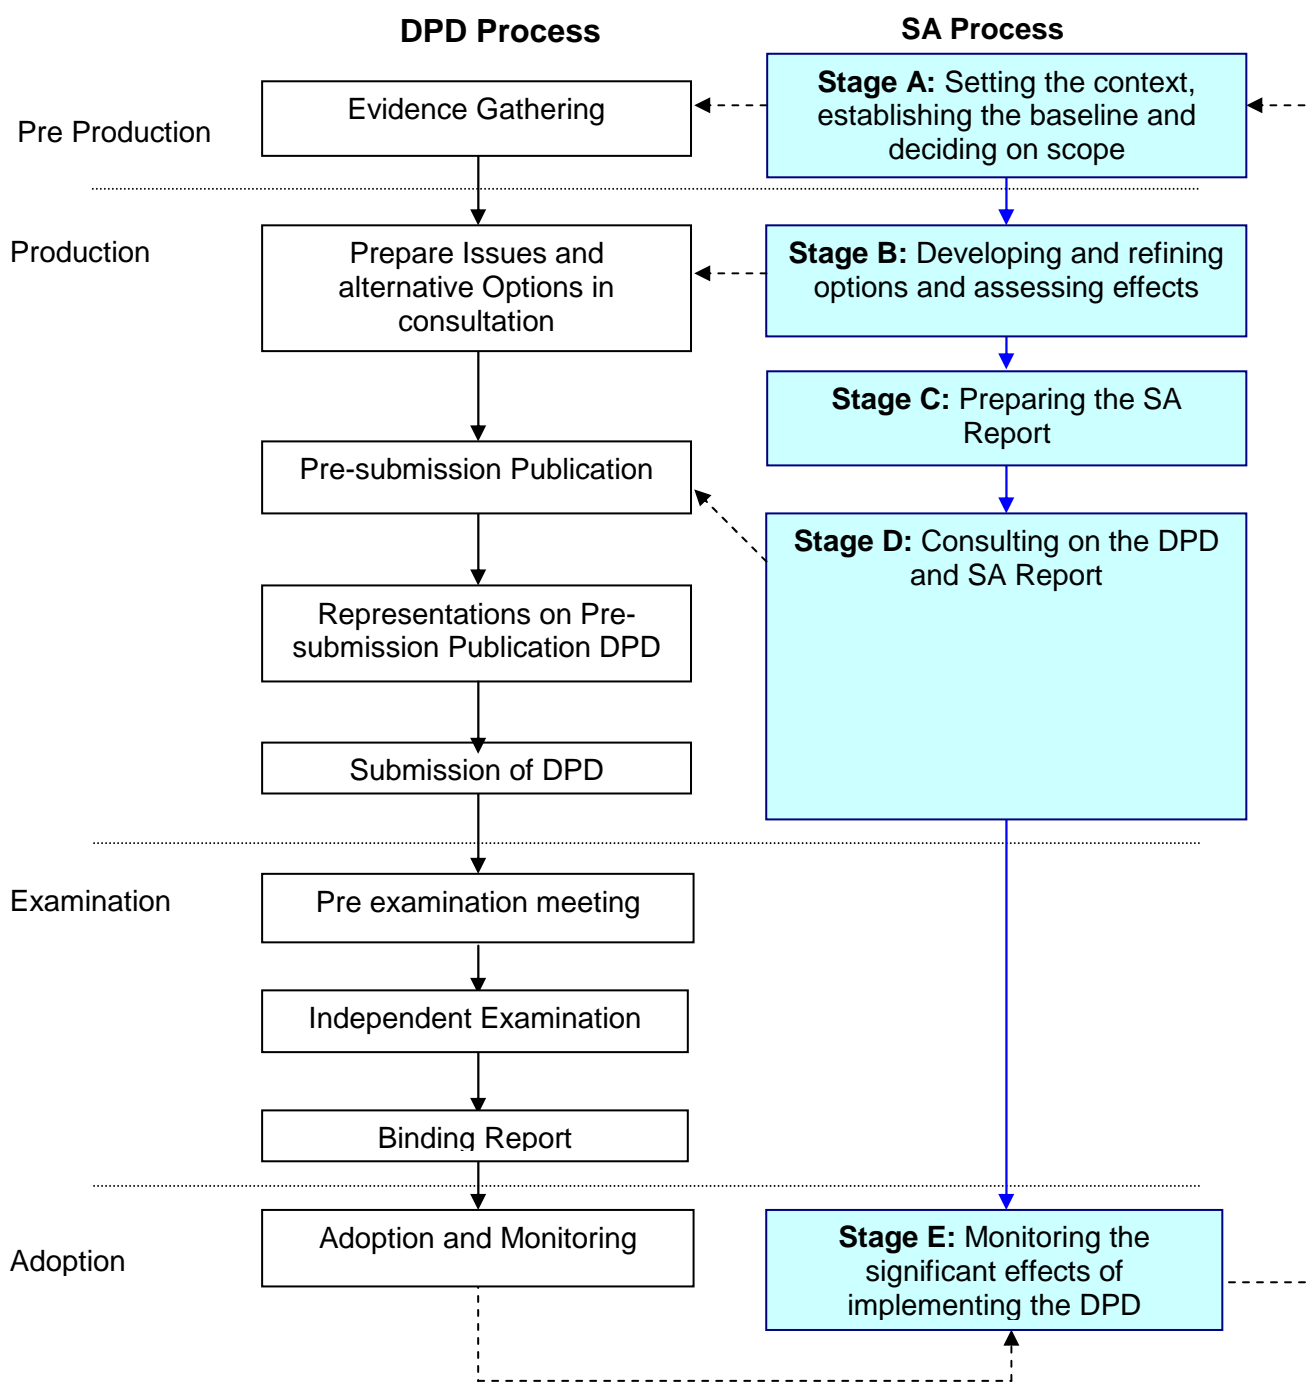 DPD Process
SA Process
Pre Production
Evidence Gathering
Stage A: Setting the context,
establishing the baseline and
deciding on scope
Production
Prepare Issues and
alternative Options in
consultation
Stage B: Developing and refining
options and assessing effects
Stage C: Preparing the SA
Report
Pre-submission Publication
Stage D: Consulting on the DPD
and SA Report
Representations on Pre-
submission Publication DPD
Submission of DPD
Examination
Pre examination meeting
Independent Examination
Binding Report
Adoption
Adoption and Monitoring
Stage E: Monitoring the
significant effects of
implementing the DPD